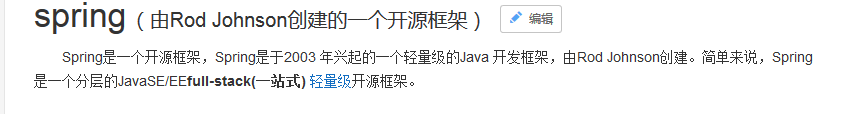 spring（由Rod Johnson创建的一个开源框架） 编辑
Spring是一个开源框架，Spring是于2003 年兴起的一个轻量级的Java 开发框架，由Rod Johnson创建。简单来说，Spring
是一个分层的JavaSE/EEfull-stack(一站式) 轻量级开源框架。